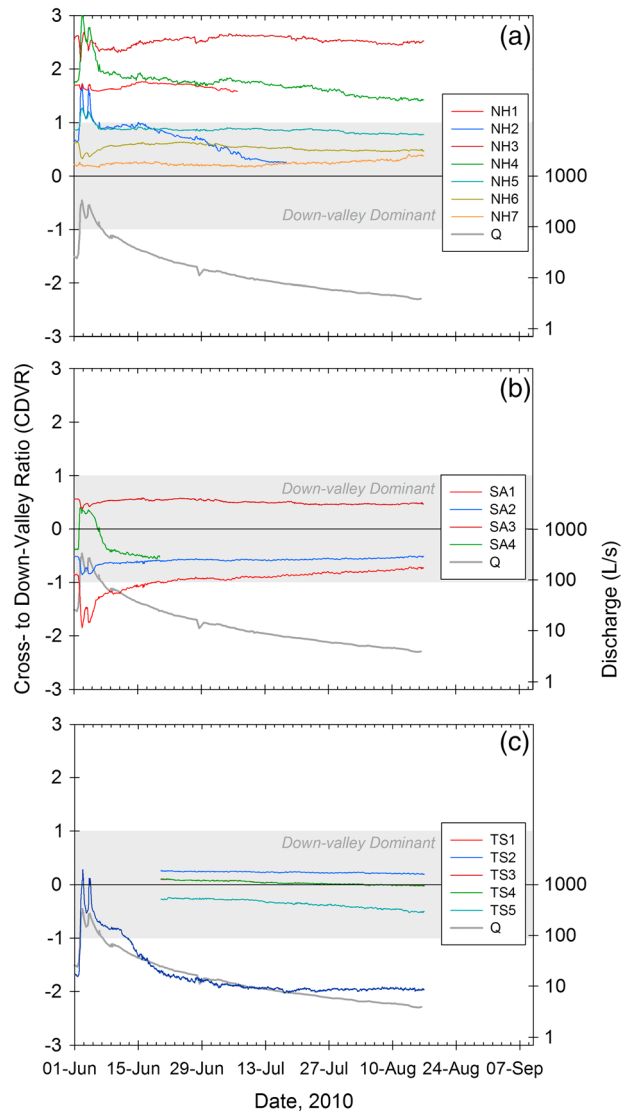 (a)
3
2
1
0
-1
-2
-3
Down-valley Dominant
NH1
NH2
NH3
NH4
NH5
NH6
NH7
Q
1000
100
10
1
(b)
3
2
1
0
-1
-2
-3
Down-valley Dominant
SA1
SA2
SA3
SA4
Q
1000
100
10
1
Cross- to Down-Valley Ratio (CDVR)
Discharge (L/s)
(c)
3
2
1
0
-1
-2
-3
Down-valley Dominant
TS1
TS2
TS3
TS4
TS5
Q
1000
100
10
1
01-Jun 15-Jun 29-Jun 13-Jul 27-Jul 10-Aug 24-Aug 07-Sep
Date, 2010